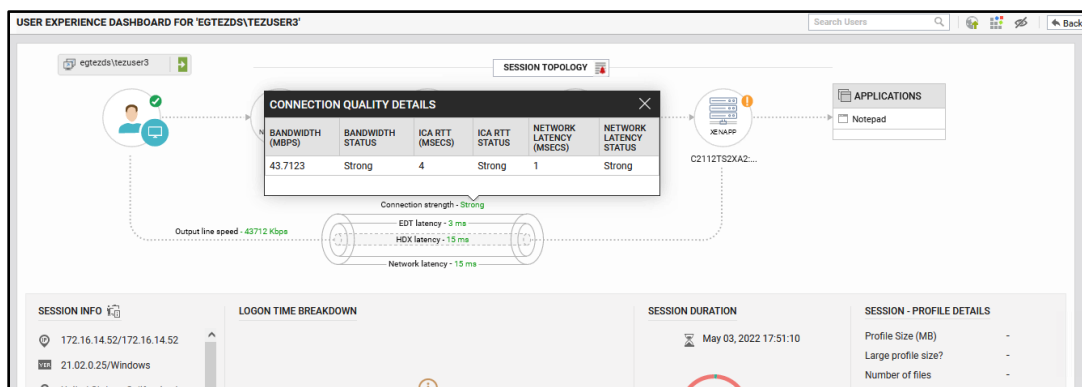 USER EXPERIENCE DASHBOARD FOR 'EGTEZDS\TEZUSER3'
Search Users
Back
egtezds\tezuser3
SESSION TOPOLOGY
CONNECTION QUALITY DETAILS
BANDWIDTH (MBPS)
BANDWIDTH STATUS
ICA RTT (MSECS)
ICA RTT STATUS
NETWORK LATENCY (MSECS)
NETWORK LATENCY STATUS
43.7123 Strong 4 Strong 1 Strong
XENAPP
C2112TS2XA2:...
APPLICATIONS
Notepad
Connection strength - Strong
EDT latency - 3 ms
Output line speed - 43712 Kbps
HDX latency - 15 ms
Network latency - 15 ms
SESSION INFO
IP 172.16.14.52/172.16.14.52
VER 21.02.0.25/Windows
LOGON TIME BREAKDOWN
SESSION DURATION
May 03, 2022 17:51:10
SESSION - PROFILE DETAILS
Profile Size (MB) -
Large profile size? -
Number of files -